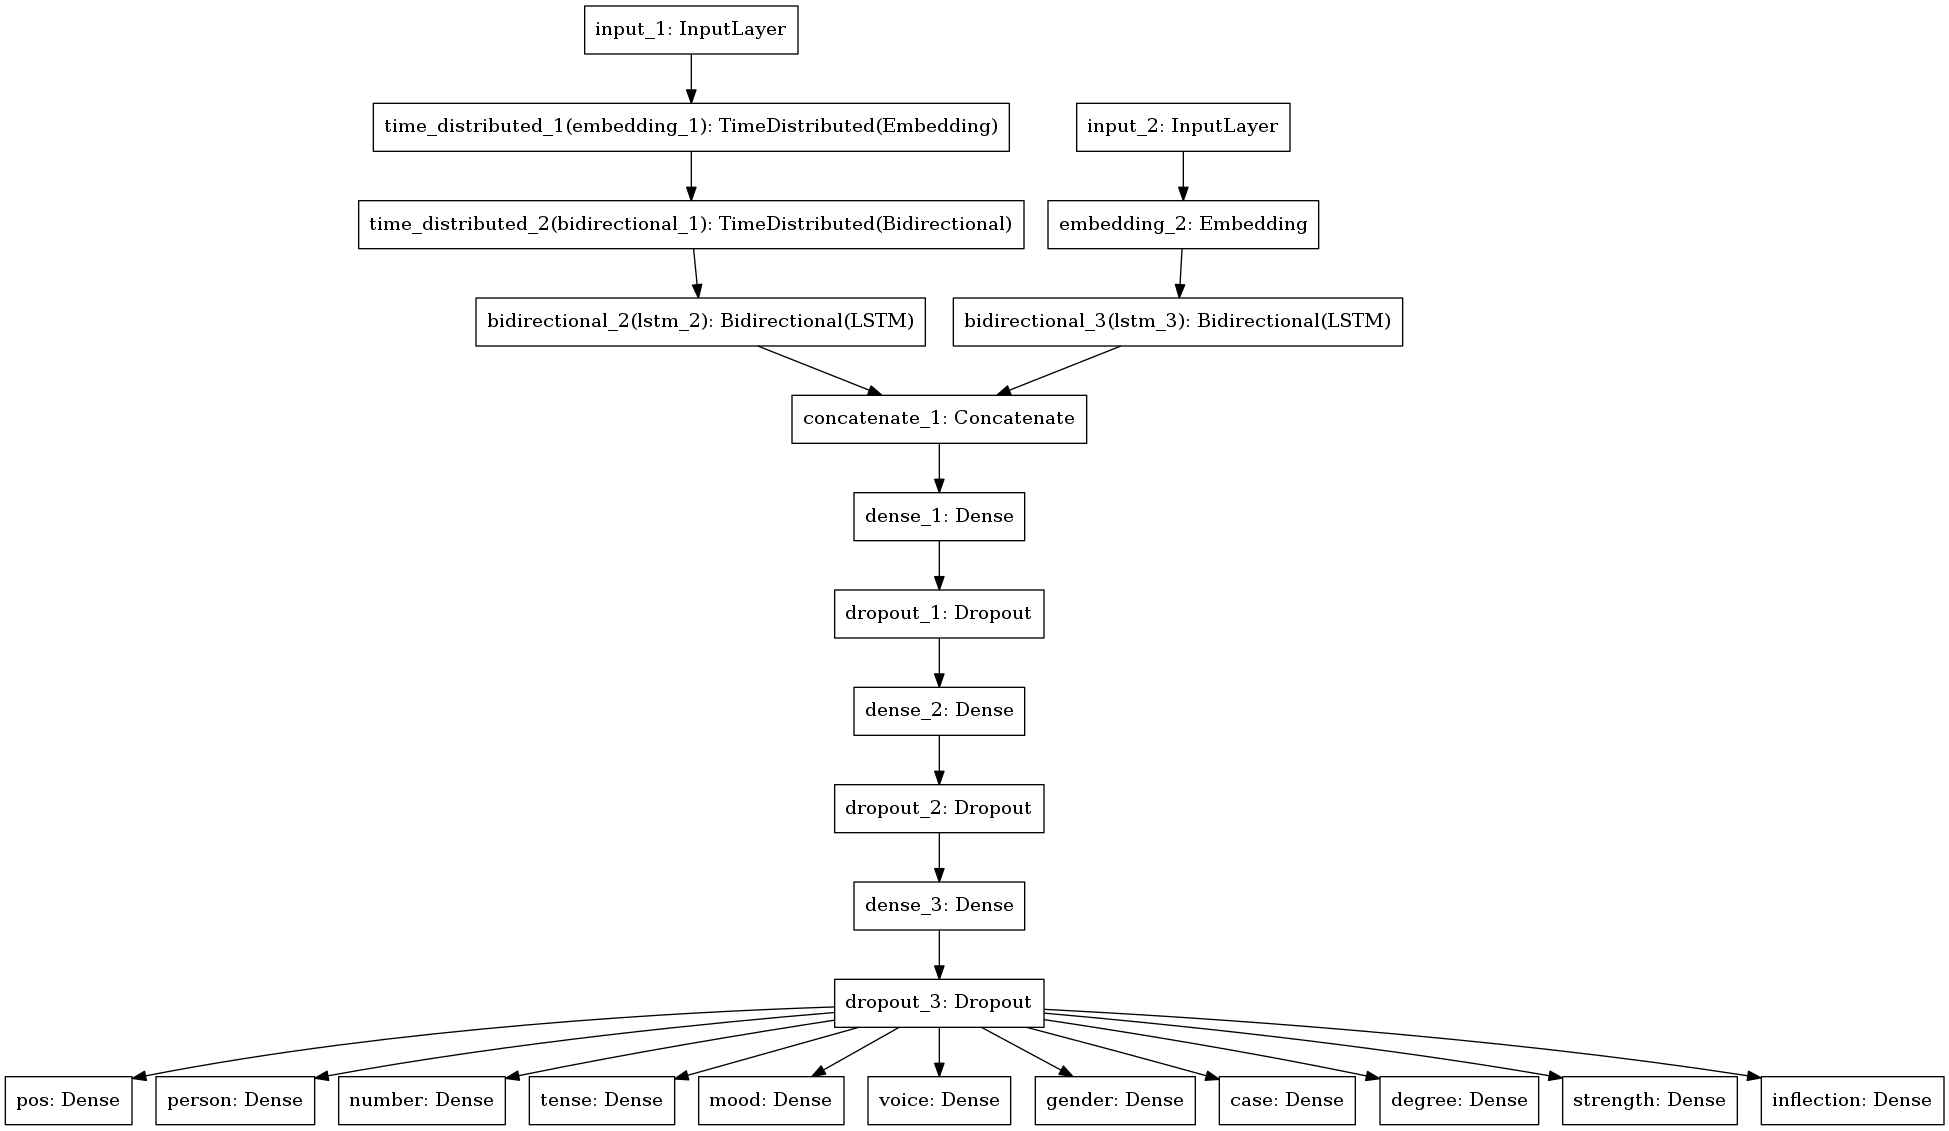 input_1: InputLayer
time_distributed_1(embedding_1): TimeDistributed(Embedding)
input_2: InputLayer
time_distributed_2(bidirectional_1): TimeDistributed(Bidirectional)
embedding_2: Embedding
bidirectional_2(lstm_2): Bidirectional(LSTM)
bidirectional_3(lstm_3): Bidirectional(LSTM)
concatenate_1: Concatenate
dense_1: Dense
dropout_1: Dropout
dense_2: Dense
dropout_2: Dropout
dense_3: Dense
dropout_3: Dropout
pos: Dense
person: Dense
number: Dense
tense: Dense
mood: Dense
voice: Dense
gender: Dense
case: Dense
degree: Dense
strength: Dense
inflection: Dense